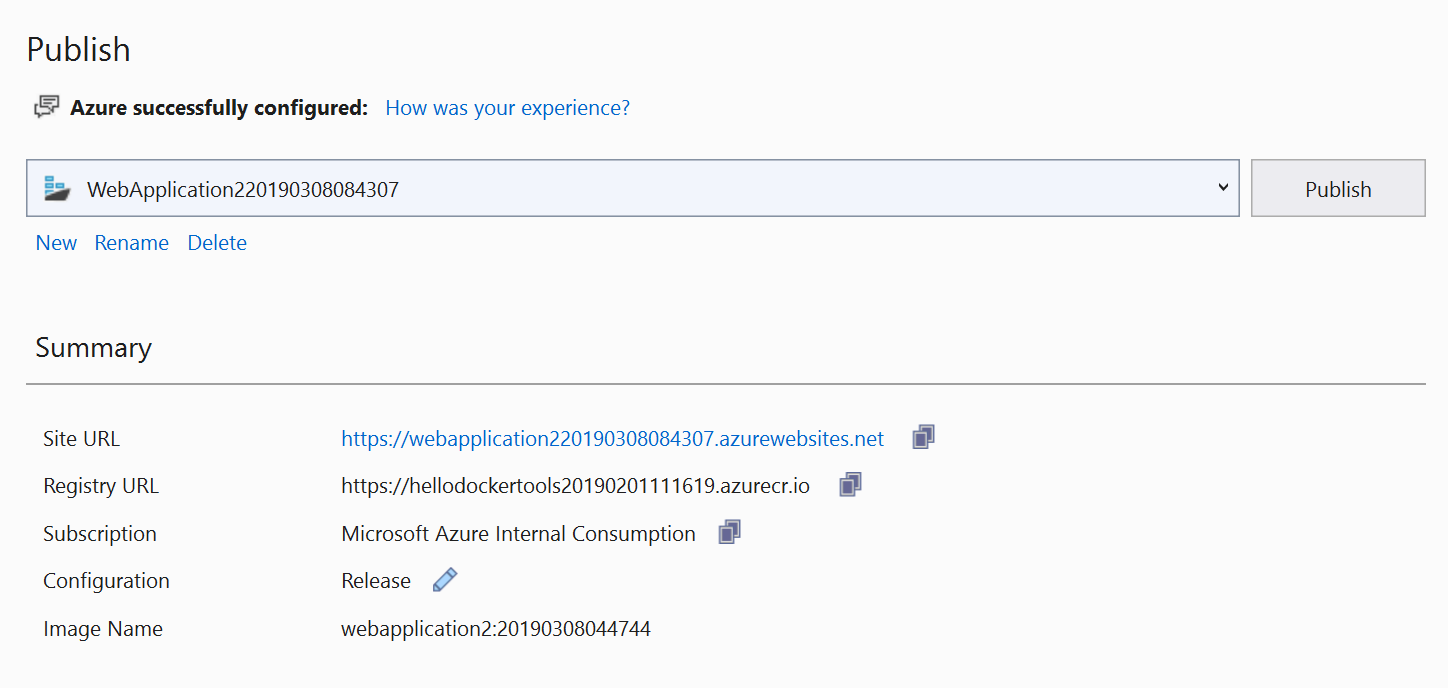 Publish
Azure successfully configured: How was your experience?
WebApplication220190308084307 Publish
New Rename Delete
Summary
Site URL https://webapplication220190308084307.azurewebsites.net
Registry URL https://hellodockertools20190201111619.azurecr.io
Subscription Microsoft Azure Internal Consumption
Configuration Release
Image Name webapplication2:20190308044744